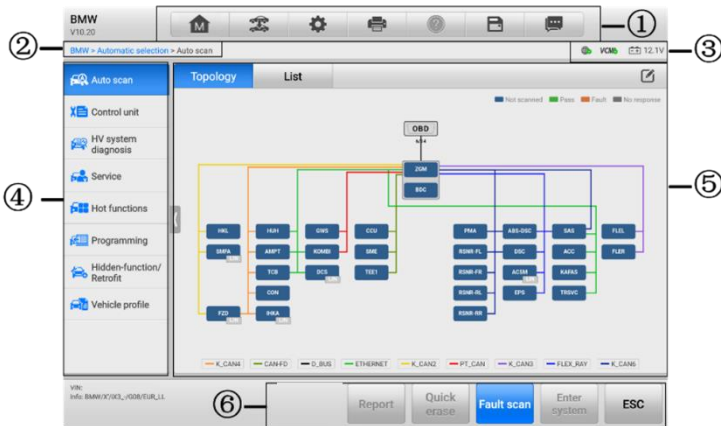 BMW
V10.20
①
②
BMW > Automatic selection > Auto scan
VCM
12.1V
③
Auto scan
Control unit
HV system
diagnosis
Service
Hot functions
Programming
Hidden-function/
Retrofit
Vehicle profile
④
Topology List
Not scanned Pass Fault No response
OBD
ZGM
BDC
HKL HUH GWS CCU PMA ABS-DSC SAS FLEL
SMFA AMPT KOMBI SME RSNR-FL DSC ACC FLER
TCB DCS TEE1 RSNR-FR ACSM KAFAS
CON RSNR-RL EPS TRSVC
FZD IHKA RSNR-RR
K_CAN4 CAN-FD D_BUS ETHERNET K_CAN2 PT_CAN K_CAN3 FLEX_RAY K_CAN5
⑤
VIN:
⑥
Report
Quick
erase
Fault scan
Enter
system
ESC